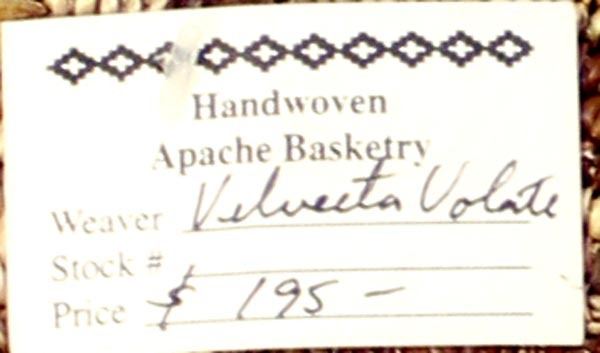 Handwoven
Apache Basketry
Weaver Velveeta Volate
Stock #
Price $ 195 –